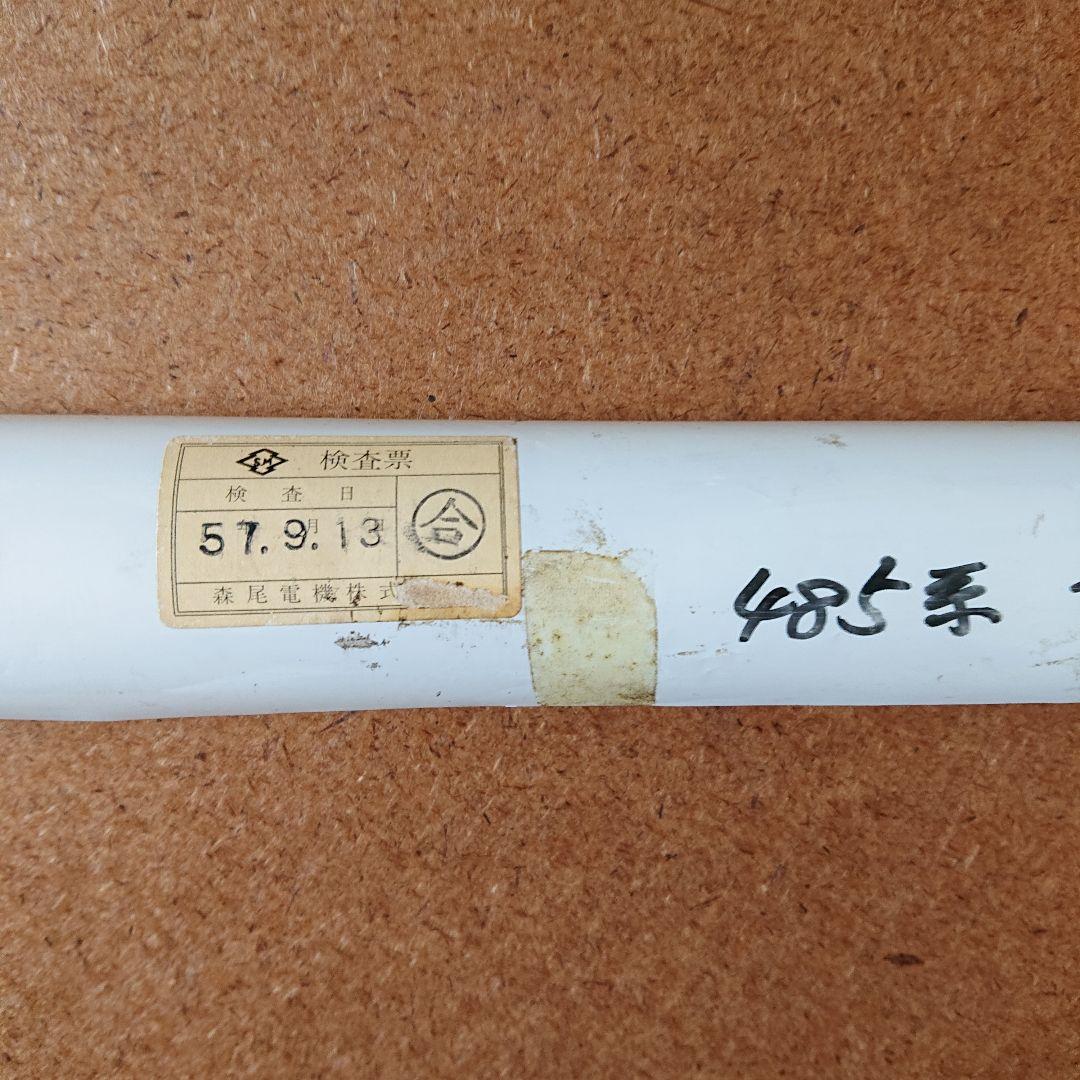 SM 検査票
検査日
57.9.13
合
森尾電機株式
485系